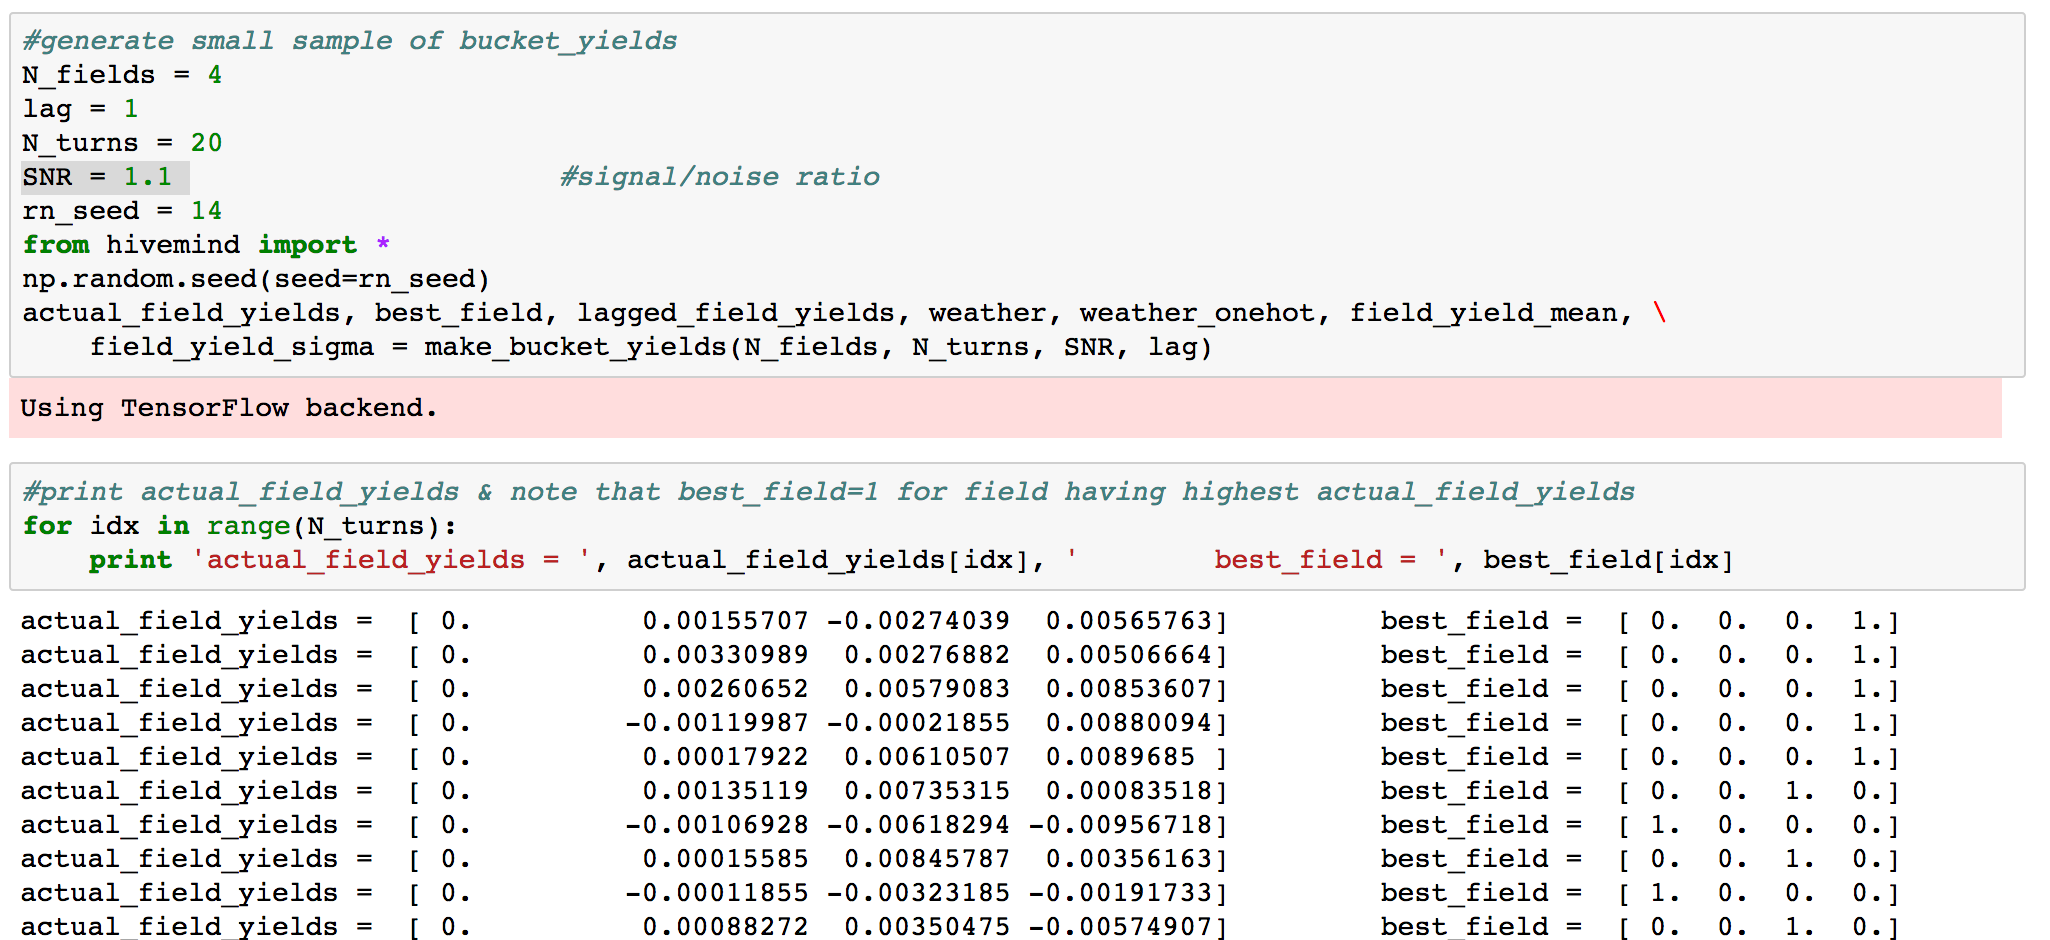 #generate small sample of bucket_yields
N_fields = 4
lag = 1
N_turns = 20
SNR = 1.1                       #signal/noise ratio
rn_seed = 14
from hivemind import *
np.random.seed(seed=rn_seed)
actual_field_yields, best_field, lagged_field_yields, weather, weather_onehot, field_yield_mean, \
    field_yield_sigma = make_bucket_yields(N_fields, N_turns, SNR, lag)
Using TensorFlow backend.
#print actual_field_yields & note that best_field=1 for field having highest actual_field_yields
for idx in range(N_turns):
    print 'actual_field_yields = ', actual_field_yields[idx], '        best_field = ', best_field[idx]
actual_field_yields =  [ 0.          0.00155707 -0.00274039  0.00565763]         best_field =  [ 0.  0.  0.  1.]
actual_field_yields =  [ 0.          0.00330989  0.00276882  0.00506664]         best_field =  [ 0.  0.  0.  1.]
actual_field_yields =  [ 0.          0.00260652  0.00579083  0.00853607]         best_field =  [ 0.  0.  0.  1.]
actual_field_yields =  [ 0.         -0.00119987 -0.00021855  0.00880094]         best_field =  [ 0.  0.  0.  1.]
actual_field_yields =  [ 0.          0.00017922  0.00610507  0.0089685 ]         best_field =  [ 0.  0.  0.  1.]
actual_field_yields =  [ 0.          0.00135119  0.00735315  0.00083518]         best_field =  [ 0.  0.  1.  0.]
actual_field_yields =  [ 0.         -0.00106928 -0.00618294 -0.00956718]         best_field =  [ 1.  0.  0.  0.]
actual_field_yields =  [ 0.          0.00015585  0.00845787  0.00356163]         best_field =  [ 0.  0.  1.  0.]
actual_field_yields =  [ 0.         -0.00011855 -0.00323185 -0.00191733]         best_field =  [ 1.  0.  0.  0.]
actual_field_yields =  [ 0.          0.00088272  0.00350475 -0.00574907]         best_field =  [ 0.  0.  1.  0.]